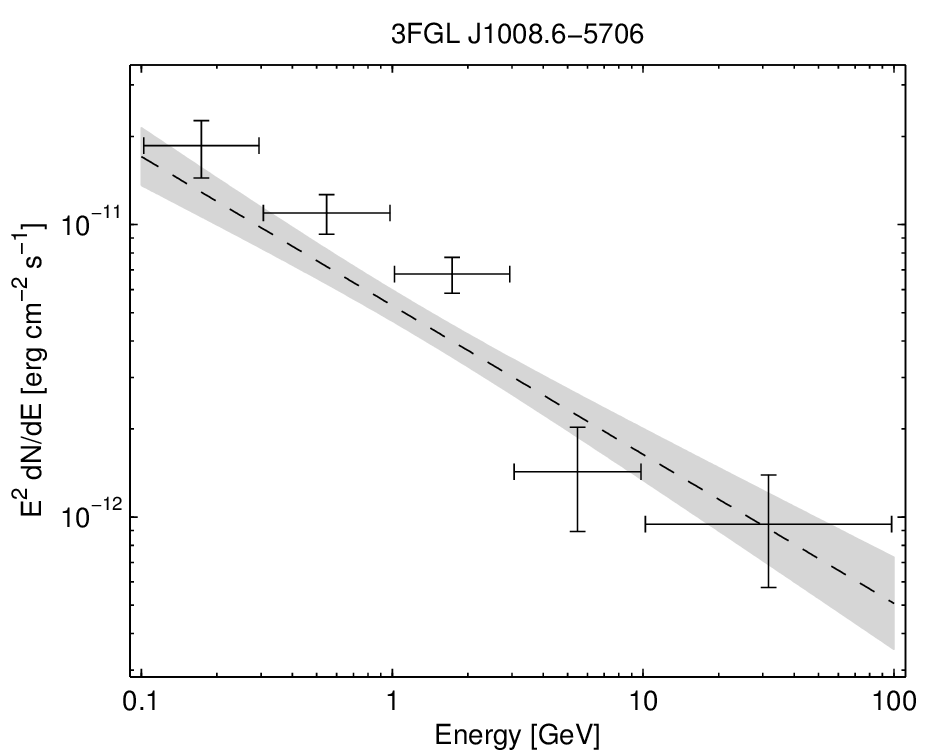 3FGL J1008.6−5706
E² dN/dE [erg cm⁻² s⁻¹]
10⁻¹¹
10⁻¹²
0.1 1 10 100
Energy [GeV]